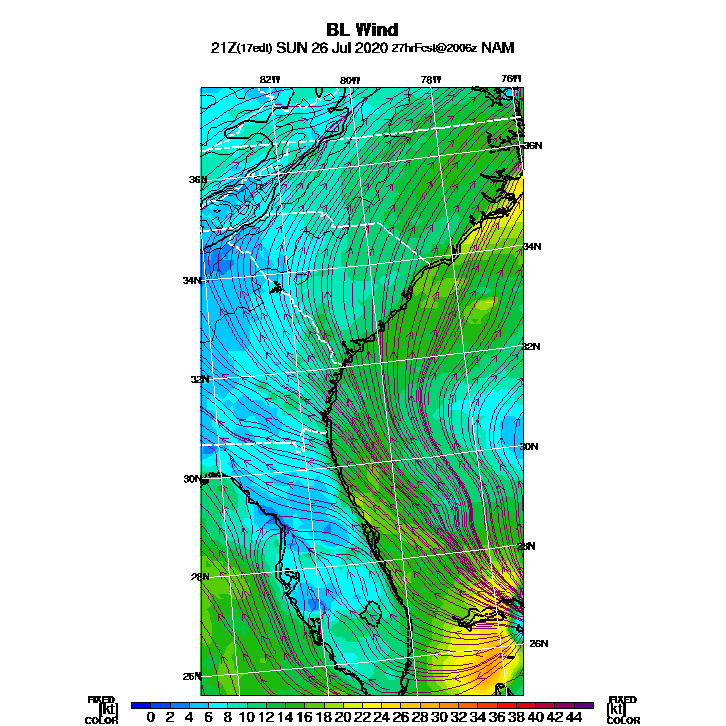 BL Wind
21Z(17edt) SUN 26 Jul 2020 27hrFcst@2006z NAM
82W 80W 78W 76W
36N
36N
34N
34N
32N
32N
30N
30N
28N
28N
26N
26N
FIXED FIXED
[kt] 0 2 4 6 8 10 12 14 16 18 20 22 24 26 28 30 32 34 36 38 40 42 44 [kt]
COLOR COLOR